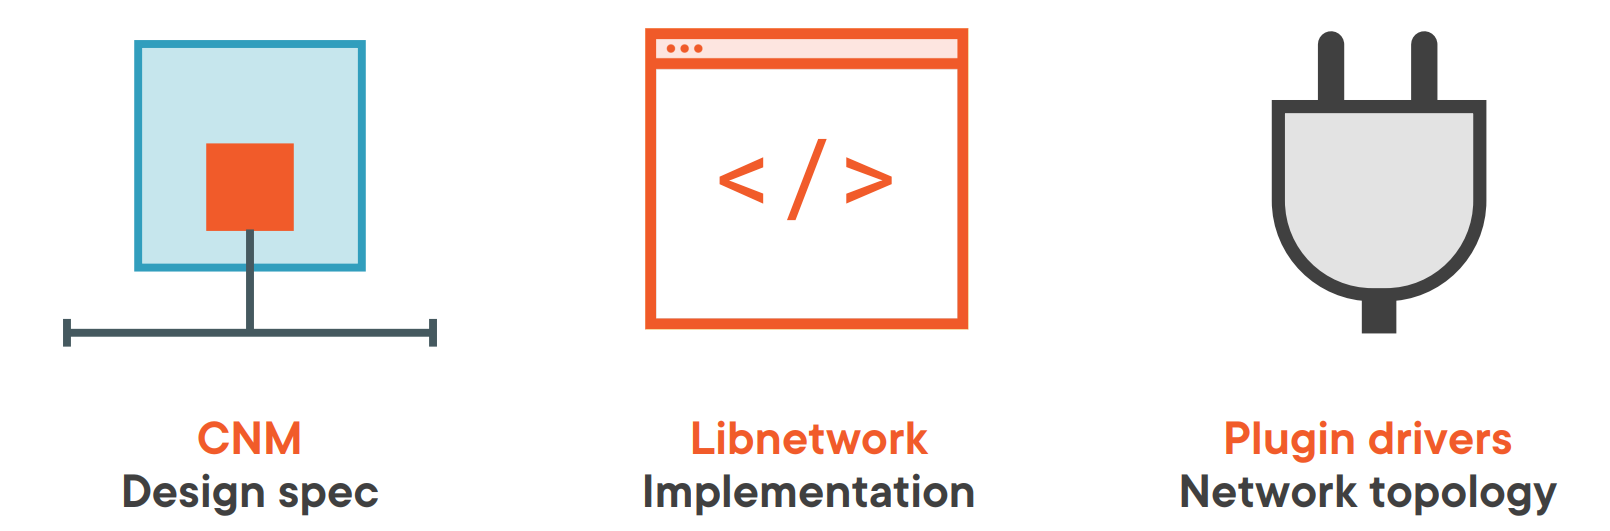 </>
CNM
Design spec
Libnetwork
Implementation
Plugin drivers
Network topology